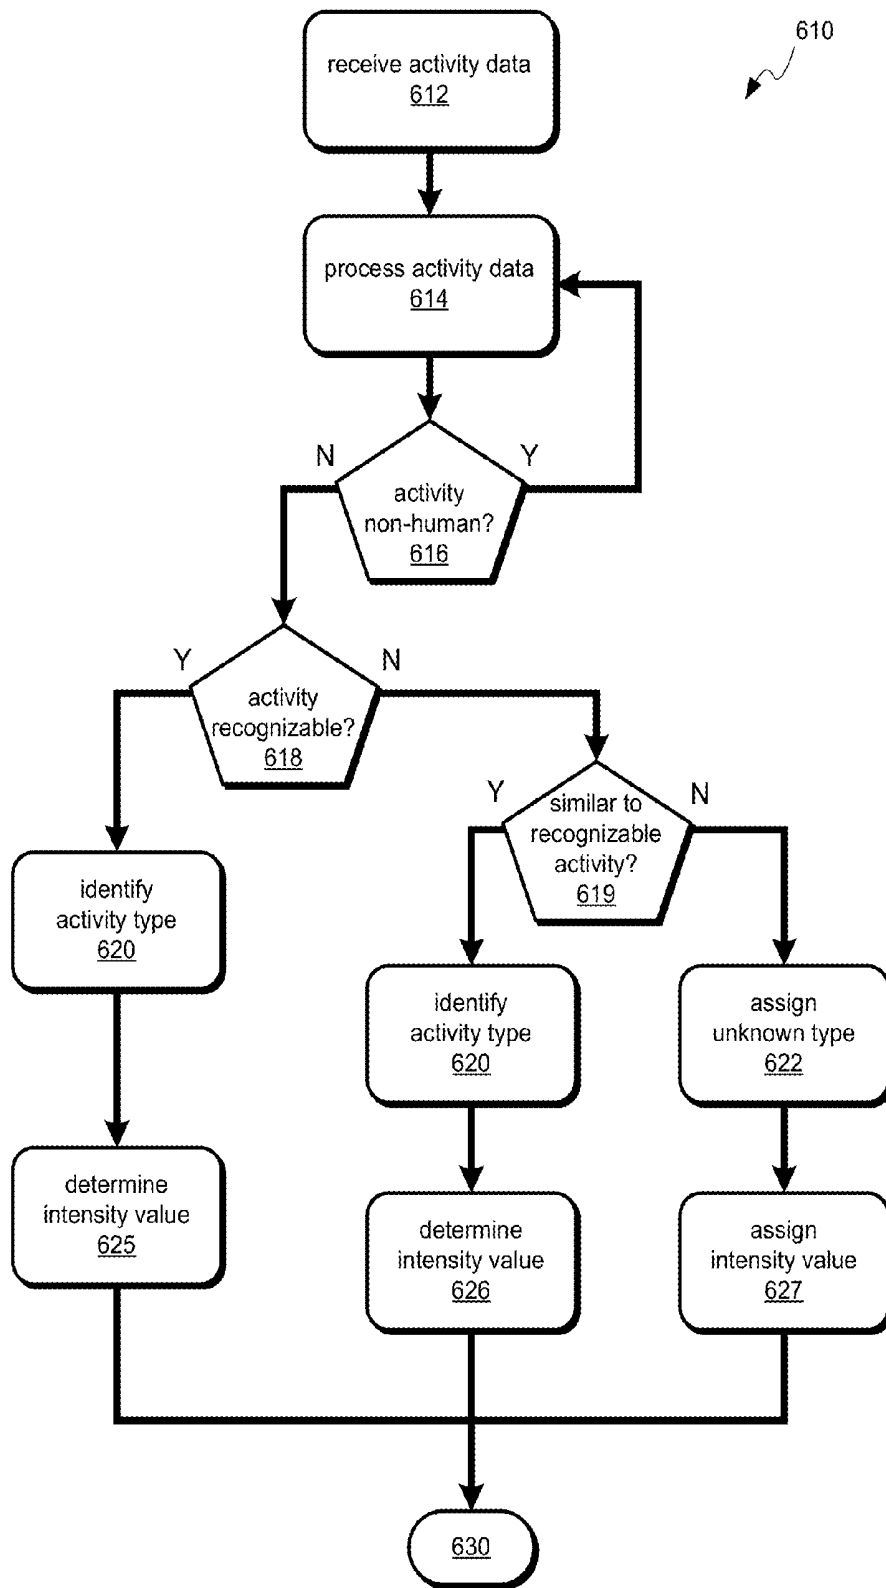 610
receive activity data
612
process activity data
614
N
Y
activity
non-human?
616
Y
N
activity
recognizable?
618
Y
N
similar to
recognizable
activity?
619
identify
activity type
620
identify
activity type
620
assign
unknown type
622
determine
intensity value
625
determine
intensity value
626
assign
intensity value
627
630